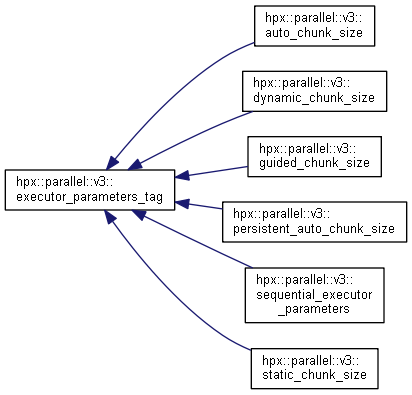 hpx::parallel::v3::
auto_chunk_size
hpx::parallel::v3::
dynamic_chunk_size
hpx::parallel::v3::
guided_chunk_size
hpx::parallel::v3::
executor_parameters_tag
hpx::parallel::v3::
persistent_auto_chunk_size
hpx::parallel::v3::
sequential_executor
_parameters
hpx::parallel::v3::
static_chunk_size